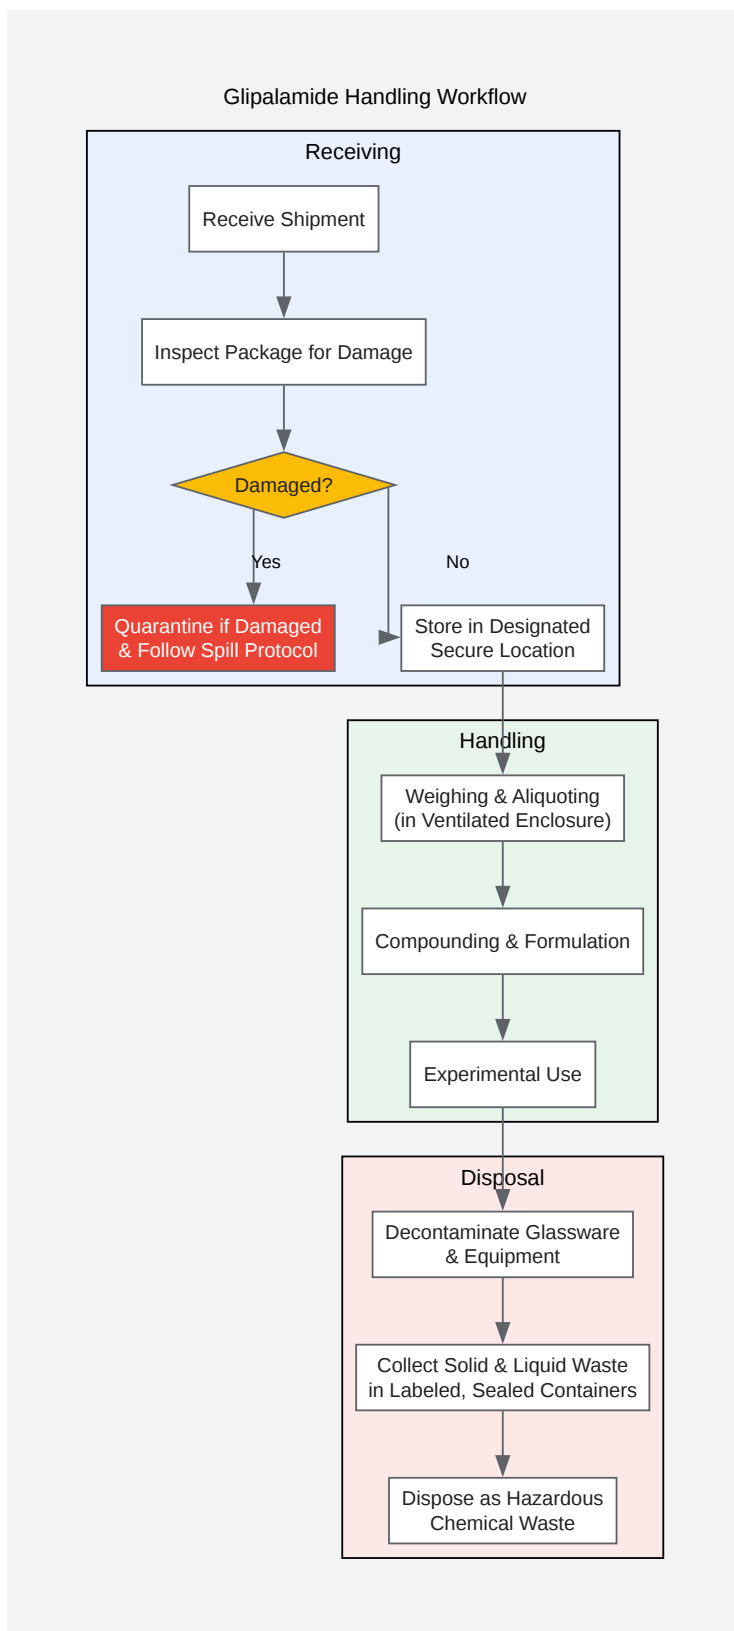 Glipalamide Handling Workflow
Receiving
Receive Shipment
Inspect Package for Damage
Damaged?
Yes
No
Quarantine if Damaged
& Follow Spill Protocol
Store in Designated
Secure Location
Handling
Weighing & Aliquoting
(in Ventilated Enclosure)
Compounding & Formulation
Experimental Use
Disposal
Decontaminate Glassware
& Equipment
Collect Solid & Liquid Waste
in Labeled, Sealed Containers
Dispose as Hazardous
Chemical Waste